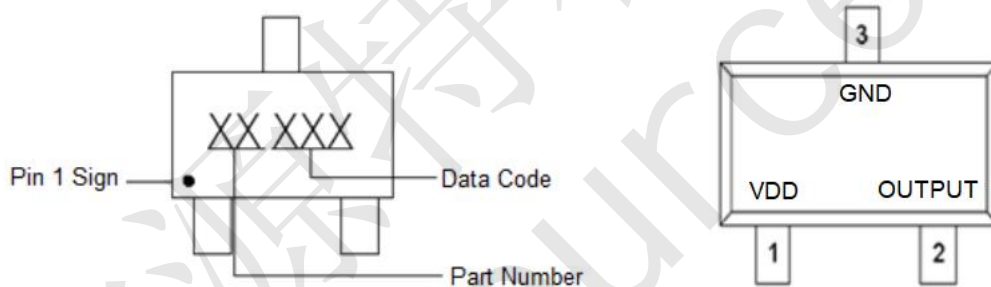 XX XXX
Pin 1 Sign
Data Code
Part Number
3
GND
VDD
OUTPUT
1
2